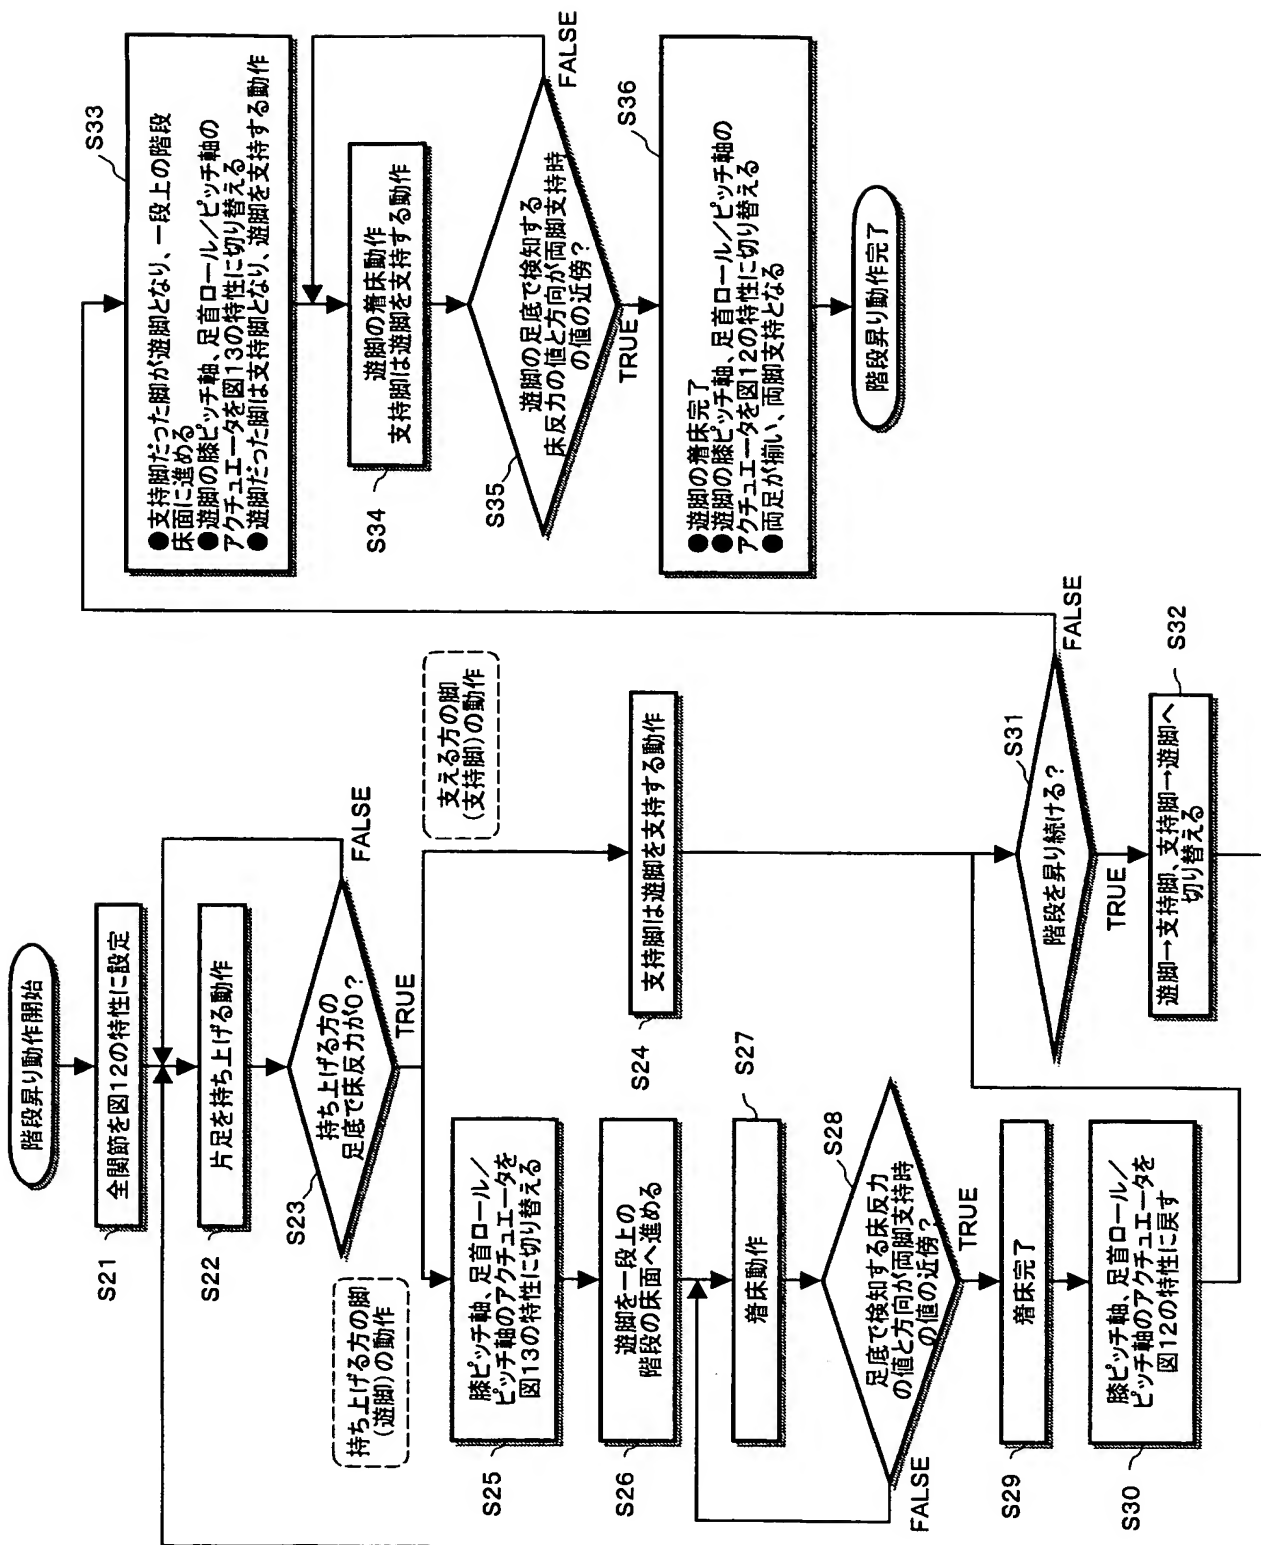 階段昇り動作開始
S21
全関節を図12の特性に設定
S22
片足を持ち上げる動作
S23
持ち上げる方の
足底で床反力が0?
FALSE
TRUE
持ち上げる方の脚
(遊脚)の動作
支える方の脚
(支持脚)の動作
S24
支持脚は遊脚を支持する動作
S25
膝ピッチ軸、足首ロール/
ピッチ軸のアクチュエータを
図13の特性に切り替える
S26
遊脚を一段上の
階段の床面へ進める
S27
着床動作
S28
足底で検知する床反力
の値と方向が両脚支持時
の値の近傍?
FALSE
TRUE
S29
着床完了
S30
膝ピッチ軸、足首ロール/
ピッチ軸のアクチュエータを
図12の特性に戻す
S31
階段を昇り続ける?
FALSE
TRUE
S32
遊脚→支持脚、支持脚→遊脚へ
切り替える
S33
●支持脚だった脚が遊脚となり、一段上の階段
床面に進める
●遊脚の膝ピッチ軸、足首ロール/ピッチ軸の
アクチュエータを図13の特性に切り替える
●遊脚だった脚は支持脚となり、遊脚を支持する動作
S34
遊脚の着床動作
支持脚は遊脚を支持する動作
S35
遊脚の足底で検知する
床反力の値と方向が両脚支持時
の値の近傍?
FALSE
TRUE
S36
●遊脚の着床完了
●遊脚の膝ピッチ軸、足首ロール/ピッチ軸の
アクチュエータを図12の特性に切り替える
●両足が揃い、両脚支持となる
階段昇り動作完了